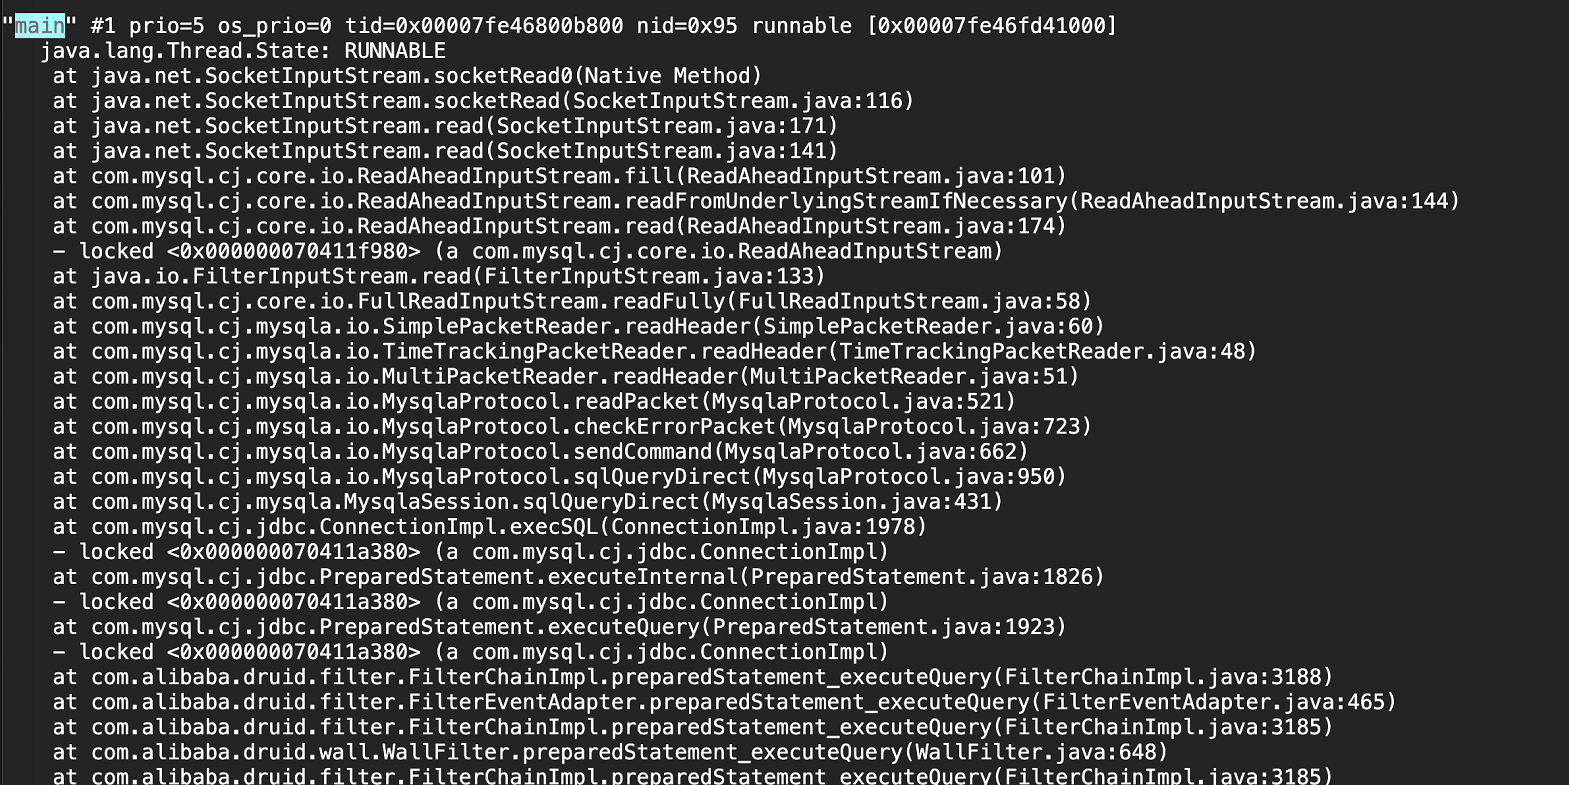 "main" #1 prio=5 os_prio=0 tid=0x00007fe46800b800 nid=0x95 runnable [0x00007fe46fd41000]
java.lang.Thread.State: RUNNABLE
at java.net.SocketInputStream.socketRead0(Native Method)
at java.net.SocketInputStream.socketRead(SocketInputStream.java:116)
at java.net.SocketInputStream.read(SocketInputStream.java:171)
at java.net.SocketInputStream.read(SocketInputStream.java:141)
at com.mysql.cj.core.io.ReadAheadInputStream.fill(ReadAheadInputStream.java:101)
at com.mysql.cj.core.io.ReadAheadInputStream.readFromUnderlyingStreamIfNecessary(ReadAheadInputStream.java:144)
at com.mysql.cj.core.io.ReadAheadInputStream.read(ReadAheadInputStream.java:174)
- locked <0x000000070411f980> (a com.mysql.cj.core.io.ReadAheadInputStream)
at java.io.FilterInputStream.read(FilterInputStream.java:133)
at com.mysql.cj.core.io.FullReadInputStream.readFully(FullReadInputStream.java:58)
at com.mysql.cj.mysqla.io.SimplePacketReader.readHeader(SimplePacketReader.java:60)
at com.mysql.cj.mysqla.io.TimeTrackingPacketReader.readHeader(TimeTrackingPacketReader.java:48)
at com.mysql.cj.mysqla.io.MultiPacketReader.readHeader(MultiPacketReader.java:51)
at com.mysql.cj.mysqla.io.MysqlaProtocol.readPacket(MysqlaProtocol.java:521)
at com.mysql.cj.mysqla.io.MysqlaProtocol.checkErrorPacket(MysqlaProtocol.java:723)
at com.mysql.cj.mysqla.io.MysqlaProtocol.sendCommand(MysqlaProtocol.java:662)
at com.mysql.cj.mysqla.io.MysqlaProtocol.sqlQueryDirect(MysqlaProtocol.java:950)
at com.mysql.cj.mysqla.MysqlaSession.sqlQueryDirect(MysqlaSession.java:431)
at com.mysql.cj.jdbc.ConnectionImpl.execSQL(ConnectionImpl.java:1978)
- locked <0x000000070411a380> (a com.mysql.cj.jdbc.ConnectionImpl)
at com.mysql.cj.jdbc.PreparedStatement.executeInternal(PreparedStatement.java:1826)
- locked <0x000000070411a380> (a com.mysql.cj.jdbc.ConnectionImpl)
at com.mysql.cj.jdbc.PreparedStatement.executeQuery(PreparedStatement.java:1923)
- locked <0x000000070411a380> (a com.mysql.cj.jdbc.ConnectionImpl)
at com.alibaba.druid.filter.FilterChainImpl.preparedStatement_executeQuery(FilterChainImpl.java:3188)
at com.alibaba.druid.filter.FilterEventAdapter.preparedStatement_executeQuery(FilterEventAdapter.java:465)
at com.alibaba.druid.filter.FilterChainImpl.preparedStatement_executeQuery(FilterChainImpl.java:3185)
at com.alibaba.druid.wall.WallFilter.preparedStatement_executeQuery(WallFilter.java:648)
at com.alibaba.druid.filter.FilterChainImpl.preparedStatement_executeQuery(FilterChainImpl.java:3185)